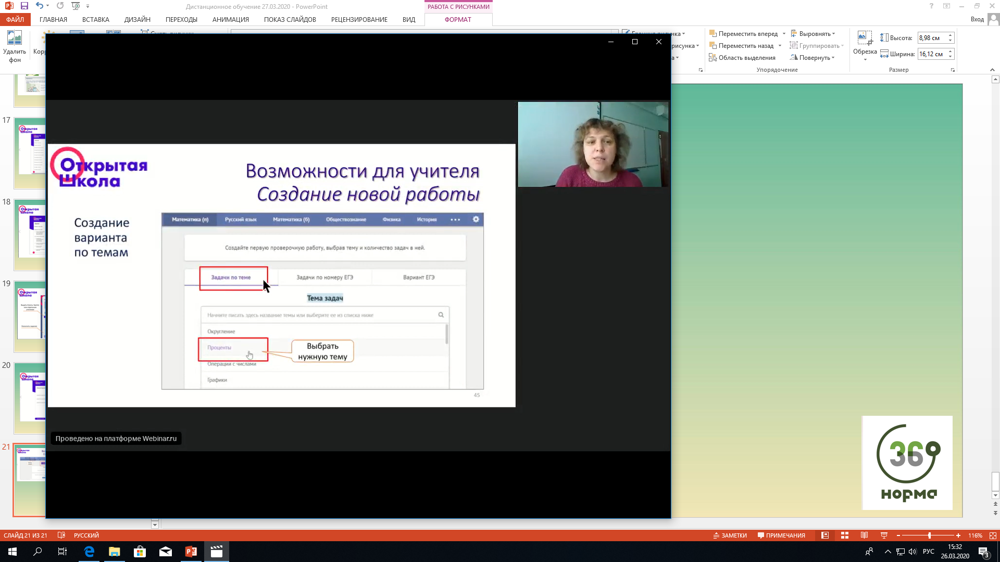 Дистанционное обучение 27.03.2020 - PowerPoint
РАБОТА С РИСУНКАМИ
ФАЙЛ ГЛАВНАЯ ВСТАВКА ДИЗАЙН ПЕРЕХОДЫ АНИМАЦИЯ ПОКАЗ СЛАЙДОВ РЕЦЕНЗИРОВАНИЕ ВИД ФОРМАТ
Вход
Удалить
фон
Переместить вперед
Переместить назад
Область выделения
Выровнять
Группировать
Повернуть
Упорядочение
Обрезка
Высота: 8,98 см
Ширина: 16,12 см
Размер
17
18
19
20
21
Открытая
Школа
Возможности для учителя
Создание новой работы
Создание
варианта
по темам
Математика (п) Русский язык Математика (б) Обществознание Физика История
Создайте первую проверочную работу, выбрав тему и количество задач в ней.
Задачи по теме Задачи по номеру ЕГЭ Вариант ЕГЭ
Тема задач
Начните писать здесь название темы или выберите ее из списка ниже
Округление
Проценты
Выбрать
нужную тему
Операции с числами
Графики
45
Проведено на платформе Webinar.ru
36
норма
СЛАЙД 21 ИЗ 21 РУССКИЙ
ЗАМЕТКИ ПРИМЕЧАНИЯ 116%
РУС
15:32
26.03.2020
3